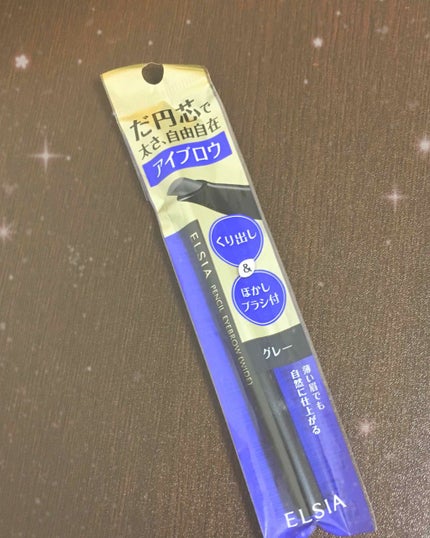 だ円芯で
太さ、自由自在
アイブロウ
くり出し
&
ぼかし
ブラシ付
ELSIA
PENCIL EYEBROW (WIDE)
グレー
薄い眉でも
自然に仕上がる
ELSIA